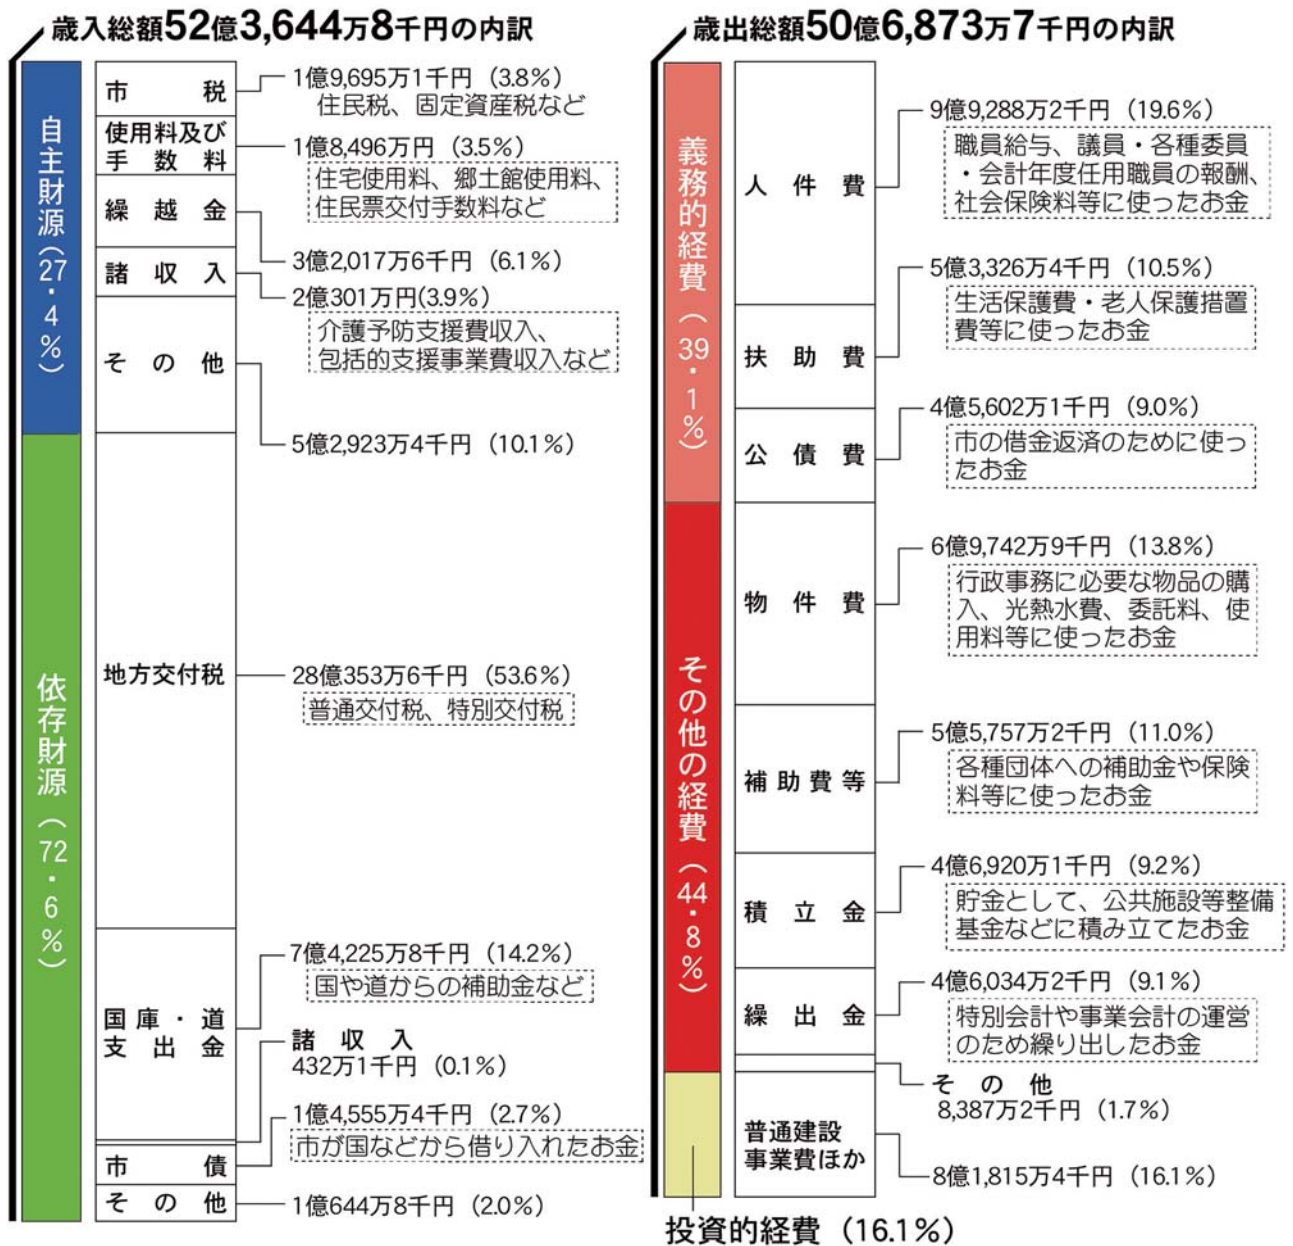 歳入総額52億3,644万8千円の内訳
自主財源（27・4％）
市税
1億9,695万1千円（3.8%）
住民税、固定資産税など
使用料及び
手数料
1億8,496万円（3.5%）
住宅使用料、郷土館使用料、
住民票交付手数料など
繰越金
3億2,017万6千円（6.1%）
諸収入
2億301万円(3.9%)
介護予防支援費収入、
包括的支援事業費収入など
その他
5億2,923万4千円（10.1%）
依存財源（72・6％）
地方交付税
28億353万6千円（53.6%）
普通交付税、特別交付税
国庫・道
支出金
7億4,225万8千円（14.2%）
国や道からの補助金など
諸収入
432万1千円（0.1%）
市債
1億4,555万4千円（2.7%）
市が国などから借り入れたお金
その他
1億644万8千円（2.0%）
歳出総額50億6,873万7千円の内訳
義務的経費（39・1％）
人件費
9億9,288万2千円（19.6%）
職員給与、議員・各種委員
・会計年度任用職員の報酬、
社会保険料等に使ったお金
扶助費
5億3,326万4千円（10.5%）
生活保護費・老人保護措置
費等に使ったお金
公債費
4億5,602万1千円（9.0%）
市の借金返済のために使っ
たお金
その他の経費（44・8％）
物件費
6億9,742万9千円（13.8%）
行政事務に必要な物品の購
入、光熱水費、委託料、使
用料等に使ったお金
補助費等
5億5,757万2千円（11.0%）
各種団体への補助金や保険
料等に使ったお金
積立金
4億6,920万1千円（9.2%）
貯金として、公共施設等整備
基金などに積み立てたお金
繰出金
4億6,034万2千円（9.1%）
特別会計や事業会計の運営
のため繰り出したお金
その他
8,387万2千円（1.7%）
普通建設
事業費ほか
8億1,815万4千円（16.1%）
投資的経費（16.1%）